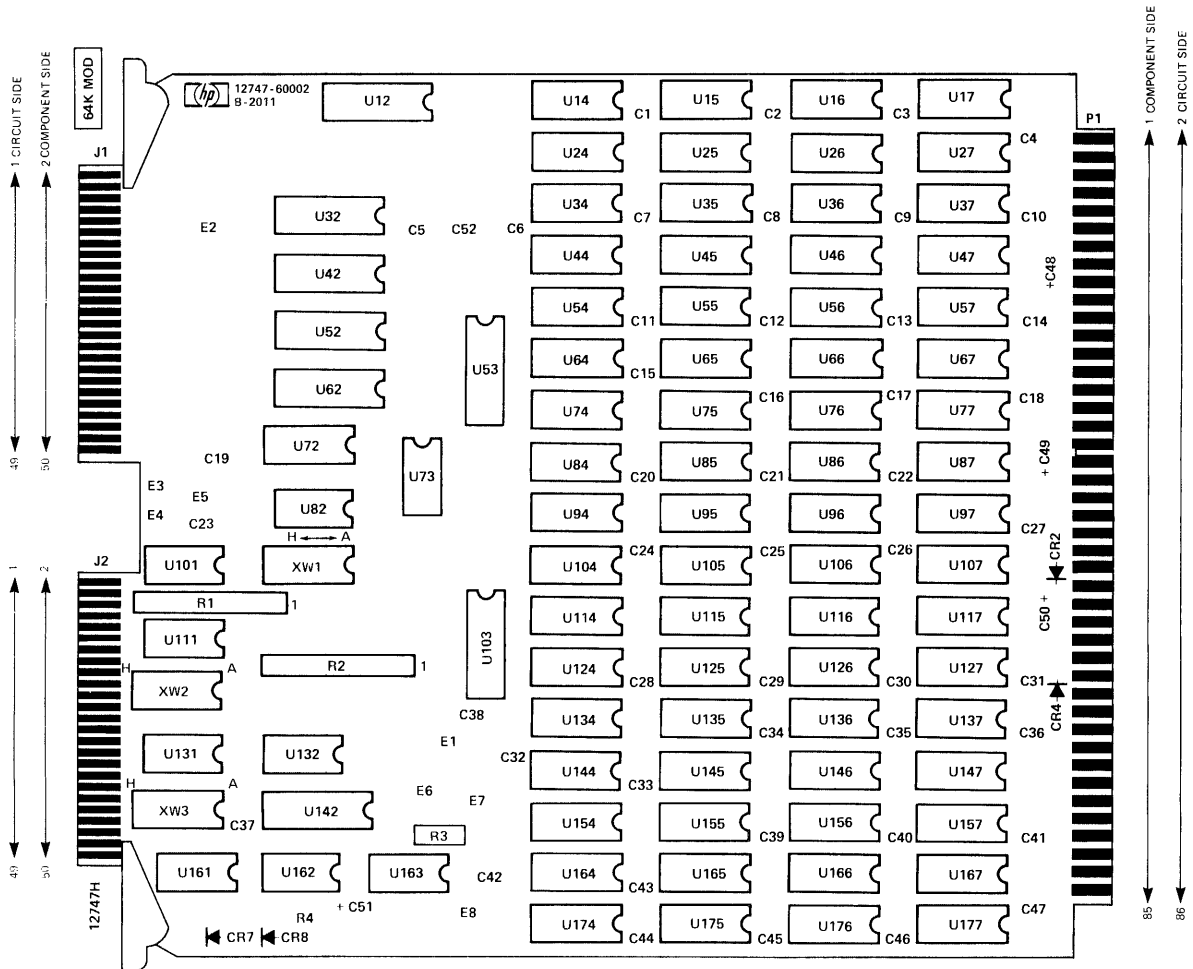 64K MOD
hp
12747-60002
B-2011
1 CIRCUIT SIDE
2 COMPONENT SIDE
J1
49
50
1
2
J2
49
50
12747H
1 COMPONENT SIDE
2 CIRCUIT SIDE
P1
85
86
U12
U14 C1 U15 C2 U16 C3 U17
C4
U24 U25 U26 U27
U32
E2 C5 C52 C6
U34 C7 U35 C8 U36 C9 U37 C10
U42
U44 U45 U46 U47
+C48
U52
U53
U54 C11 U55 C12 U56 C13 U57 C14
U62
U64 C15 U65 U66 U67
C16 C17 C18
U72
U73
U74 U75 U76 U77
C19
+ C49
U84 C20 U85 C21 U86 C22 U87
E3
E4
E5
C23
U82
H A
U94 U95 U96 U97
C27
U101
XW1
C24 C25 C26
CR2
U104 U105 U106 U107
R1 1
U103
C50 +
U111
U114 U115 U116 U117
R2 1
H A
XW2
U124 C28 U125 C29 U126 C30 U127 C31
CR4
C38
E1
U134 U135 C34 U136 C35 U137 C36
U131 U132
C32
U144 C33 U145 U146 U147
H A
XW3
C37
U142
E6
E7
R3
U154 U155 C39 U156 C40 U157 C41
U161 U162 U163
C42
U164 C43 U165 U166 U167
+ C51
R4
E8
C47
CR7 CR8
U174 C44 U175 C45 U176 C46 U177